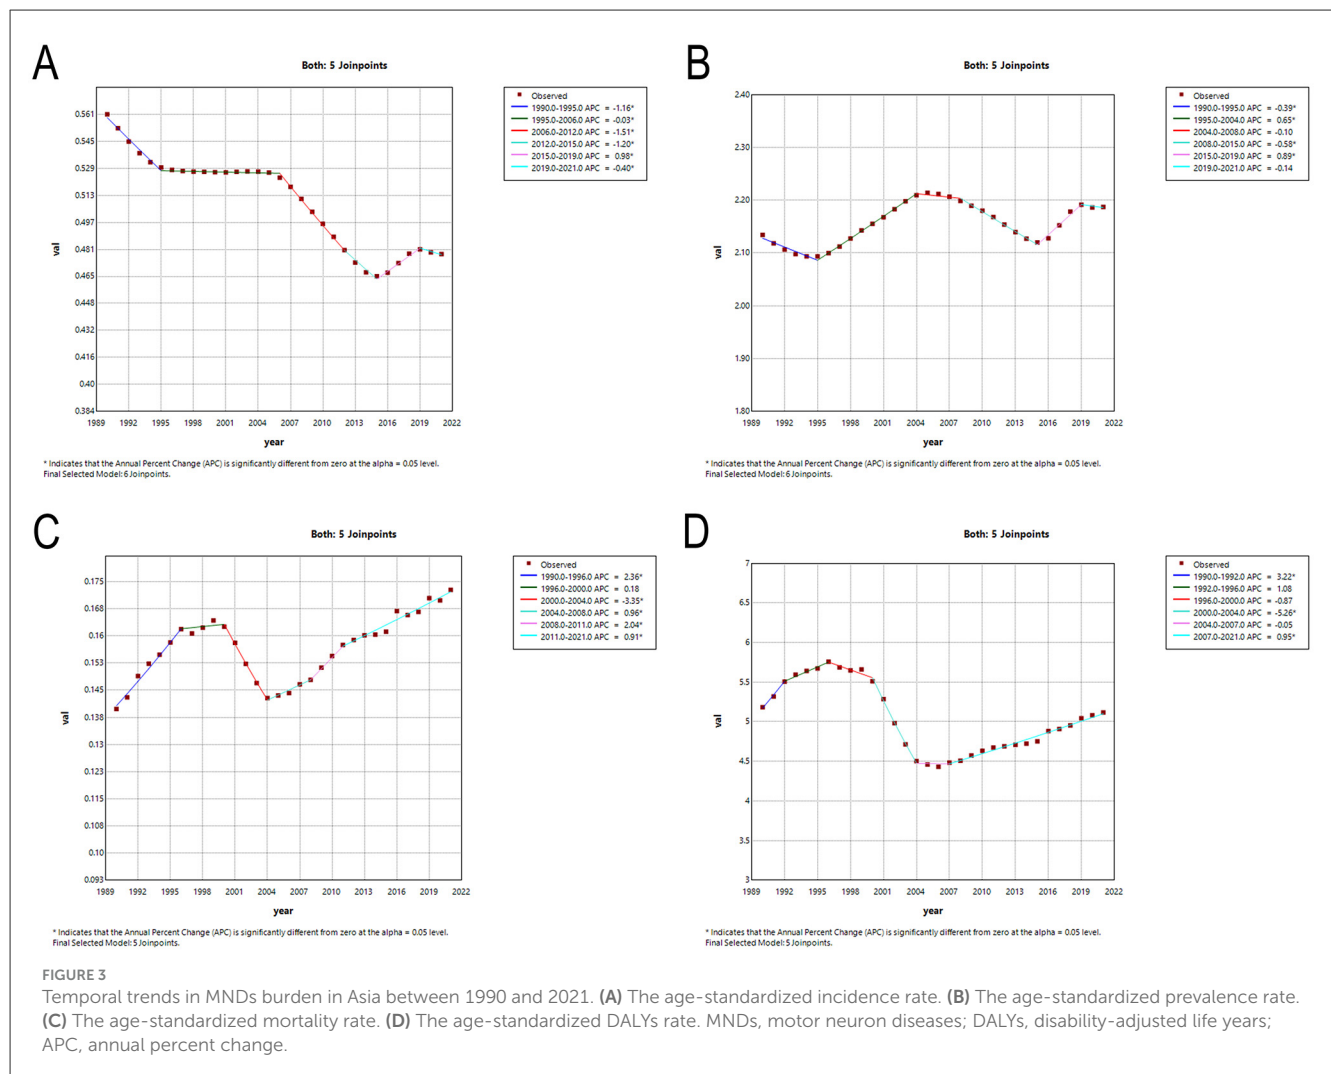 A
Both: 5 Joinpoints
0.561
0.545
0.529
0.513
0.497
0.481
0.465
0.448
0.432
0.416
0.40
0.384
val
1989 1992 1995 1998 2001 2004 2007 2010 2013 2016 2019 2022
year
Observed
1990.0-1995.0 APC = -1.16*
1995.0-2006.0 APC = -0.03*
2006.0-2012.0 APC = -1.51*
2012.0-2015.0 APC = -1.20*
2015.0-2019.0 APC = 0.98*
2019.0-2021.0 APC = -0.40*
* Indicates that the Annual Percent Change (APC) is significantly different from zero at the alpha = 0.05 level.
Final Selected Model: 6 Joinpoints.
B
Both: 5 Joinpoints
2.40
2.30
2.20
2.10
2.00
1.90
1.80
val
1989 1992 1995 1998 2001 2004 2007 2010 2013 2016 2019 2022
year
Observed
1990.0-1995.0 APC = -0.39*
1995.0-2004.0 APC = 0.65*
2004.0-2008.0 APC = -0.10
2008.0-2015.0 APC = -0.58*
2015.0-2019.0 APC = 0.89*
2019.0-2021.0 APC = -0.14
* Indicates that the Annual Percent Change (APC) is significantly different from zero at the alpha = 0.05 level.
Final Selected Model: 6 Joinpoints.
C
Both: 5 Joinpoints
0.175
0.168
0.16
0.153
0.145
0.138
0.13
0.123
0.115
0.108
0.10
0.093
val
1989 1992 1995 1998 2001 2004 2007 2010 2013 2016 2019 2022
year
Observed
1990.0-1996.0 APC = 2.36*
1996.0-2000.0 APC = 0.18
2000.0-2004.0 APC = -3.35*
2004.0-2008.0 APC = 0.96*
2008.0-2011.0 APC = 2.04*
2011.0-2021.0 APC = 0.91*
* Indicates that the Annual Percent Change (APC) is significantly different from zero at the alpha = 0.05 level.
Final Selected Model: 5 Joinpoints.
D
Both: 5 Joinpoints
7
6.5
6
5.5
5
4.5
4
3.5
3
val
1989 1992 1995 1998 2001 2004 2007 2010 2013 2016 2019 2022
year
Observed
1990.0-1992.0 APC = 3.22*
1992.0-1996.0 APC = 1.08
1996.0-2000.0 APC = -0.87
2000.0-2004.0 APC = -5.26*
2004.0-2007.0 APC = -0.05
2007.0-2021.0 APC = 0.95*
* Indicates that the Annual Percent Change (APC) is significantly different from zero at the alpha = 0.05 level.
Final Selected Model: 5 Joinpoints.
FIGURE 3
Temporal trends in MNDs burden in Asia between 1990 and 2021. (A) The age-standardized incidence rate. (B) The age-standardized prevalence rate.
(C) The age-standardized mortality rate. (D) The age-standardized DALYs rate. MNDs, motor neuron diseases; DALYs, disability-adjusted life years;
APC, annual percent change.